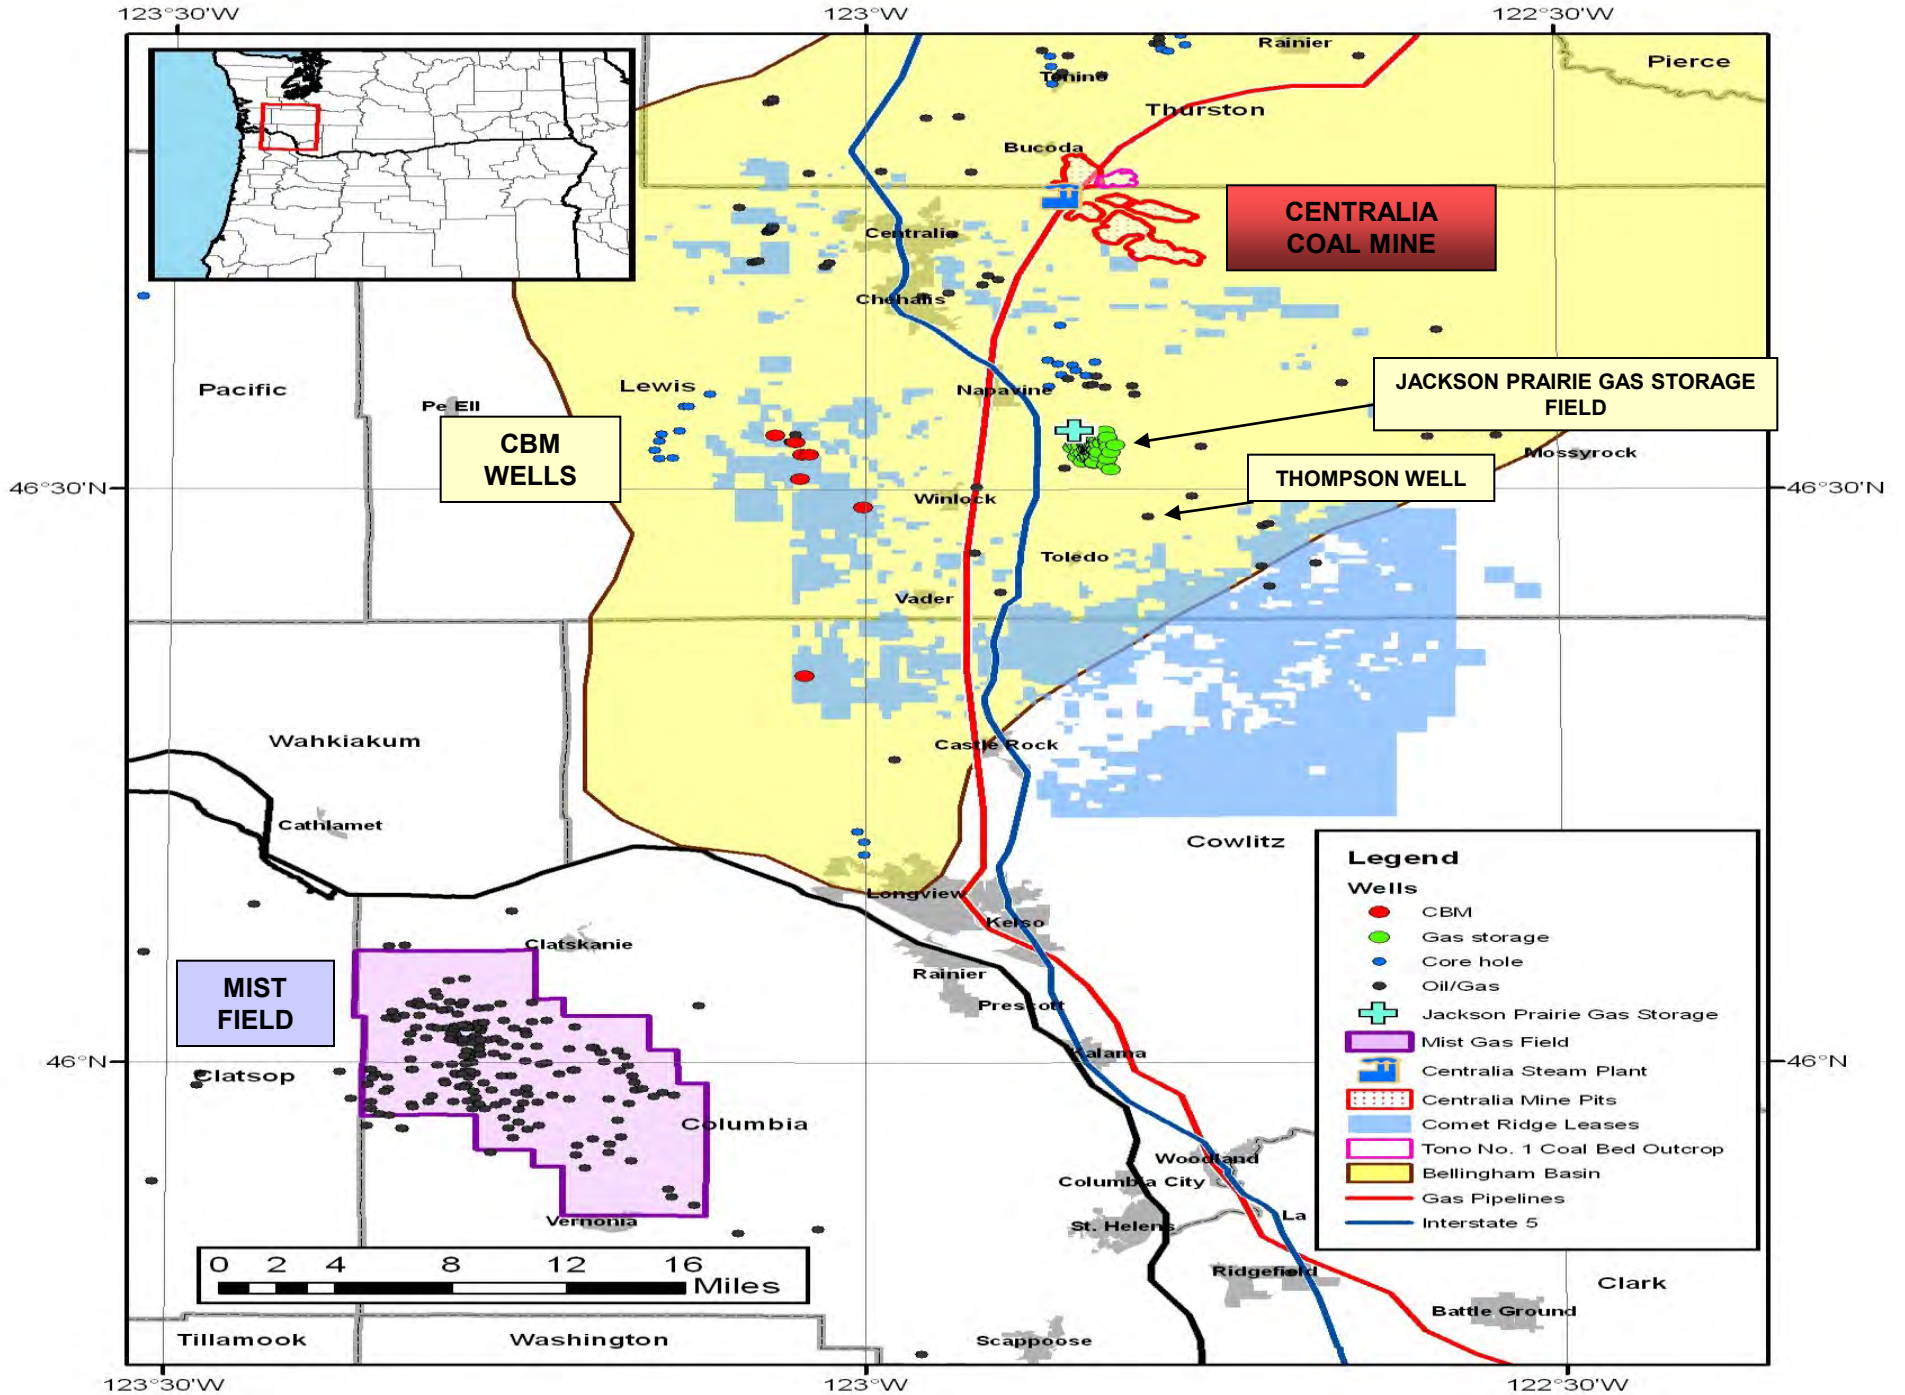 123°30'W
123°W
122°30'W
Rainier
Pierce
Tenino
Thurston
Bucoda
CENTRALIA
COAL MINE
Centralia
Chehalis
Pacific
Pe Ell
Lewis
Napavine
JACKSON PRAIRIE GAS STORAGE
FIELD
CBM
WELLS
Mossyrock
THOMPSON WELL
46°30'N
Winlock
46°30'N
Toledo
Vader
Wahkiakum
Castle Rock
Cathlamet
Cowlitz
Longview
Kelso
Clatskanie
Rainier
Prescott
MIST
FIELD
Kalama
46°N
46°N
Clatsop
Columbia
Woodland
Columbia City
Vernonia
St. Helens
La
Ridgefield
Clark
Battle Ground
Tillamook
Washington
Scappoose
Legend
Wells
CBM
Gas storage
Core hole
Oil/Gas
Jackson Prairie Gas Storage
Mist Gas Field
Centralia Steam Plant
Centralia Mine Pits
Comet Ridge Leases
Tono No. 1 Coal Bed Outcrop
Bellingham Basin
Gas Pipelines
Interstate 5
0 2 4 8 12 16
Miles
123°30'W
123°W
122°30'W